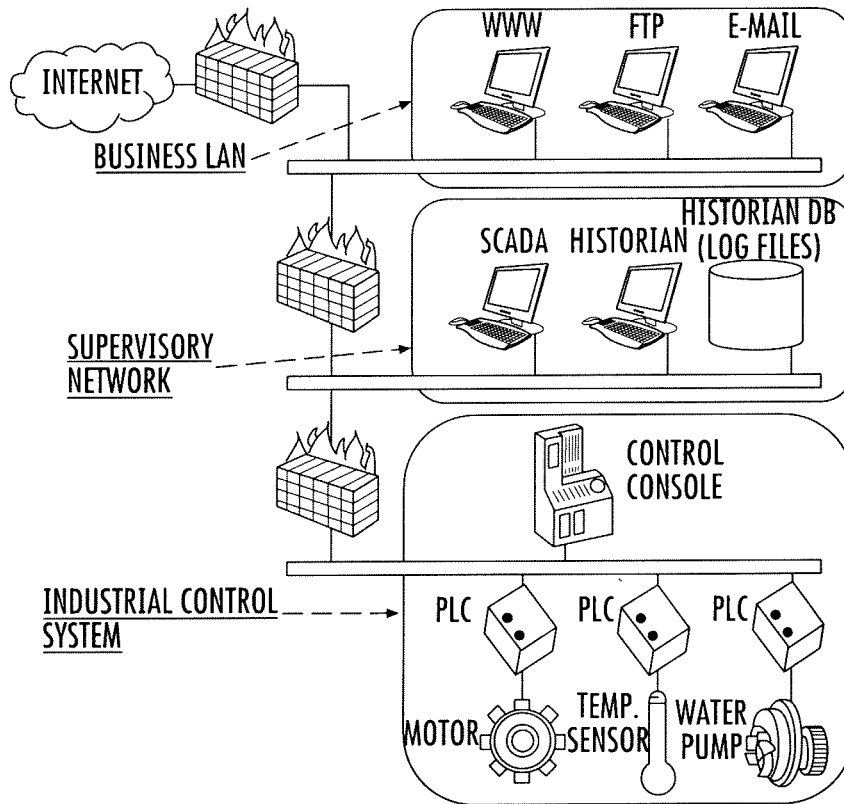 WWW
FTP
E-MAIL
INTERNET
BUSINESS LAN
SCADA
HISTORIAN
HISTORIAN DB
(LOG FILES)
SUPERVISORY
NETWORK
CONTROL
CONSOLE
INDUSTRIAL CONTROL
SYSTEM
PLC
PLC
PLC
MOTOR
TEMP.
SENSOR
WATER
PUMP